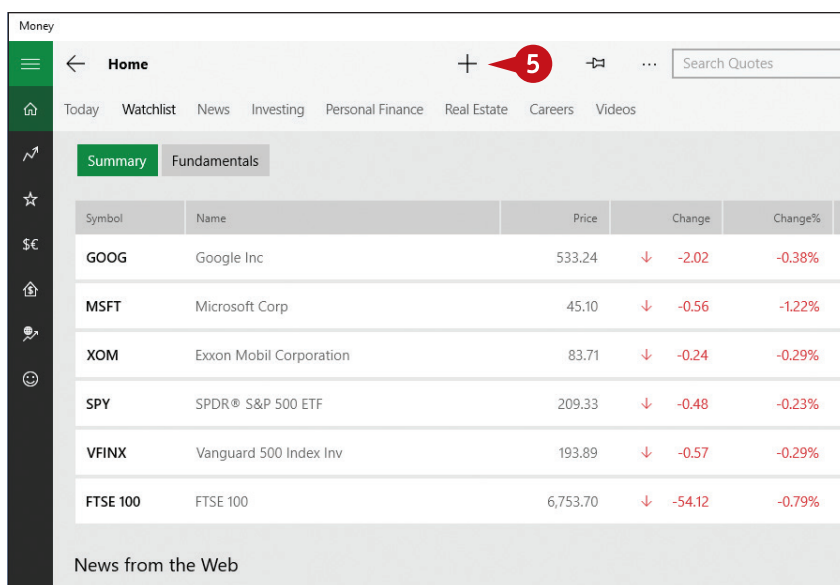 Money
Home 5 ... Search Quotes
Today Watchlist News Investing Personal Finance Real Estate Careers Videos
Summary Fundamentals
Symbol Name Price Change Change%
GOOG Google Inc 533.24 ↓ -2.02 -0.38%
MSFT Microsoft Corp 45.10 ↓ -0.56 -1.22%
XOM Exxon Mobil Corporation 83.71 ↓ -0.24 -0.29%
SPY SPDR® S&P 500 ETF 209.33 ↓ -0.48 -0.23%
VFINX Vanguard 500 Index Inv 193.89 ↓ -0.57 -0.29%
FTSE 100 FTSE 100 6,753.70 ↓ -54.12 -0.79%
$€
News from the Web